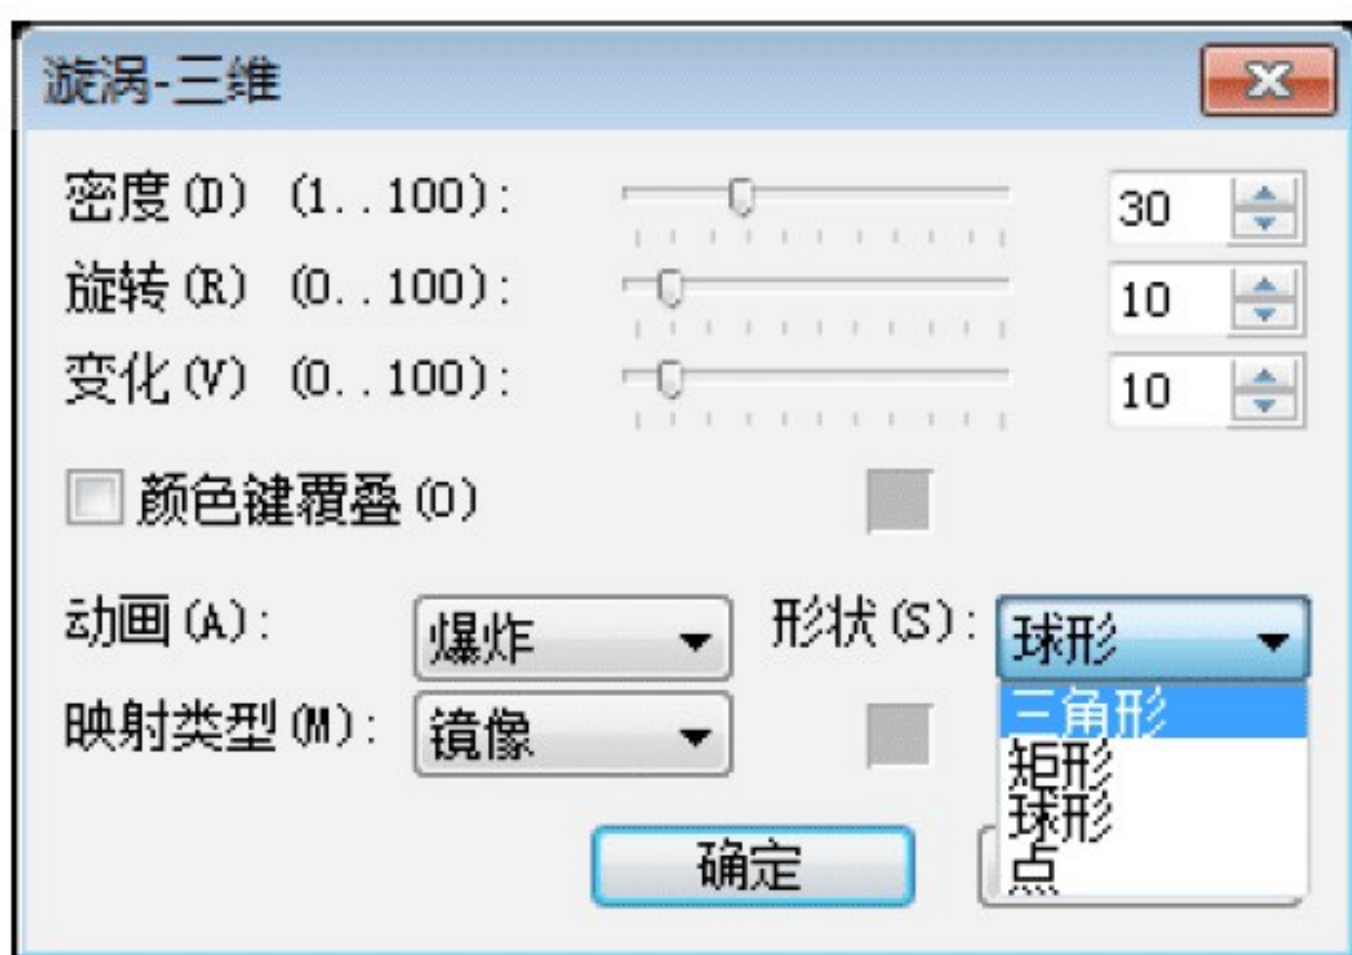 漩涡-三维
密度(D) (1..100): 30
旋转(R) (0..100): 10
变化(V) (0..100): 10
颜色键覆叠(O)
动画(A): 爆炸 形状(S): 球形
三角形
映射类型(M): 镜像
矩形
球形
确定
点